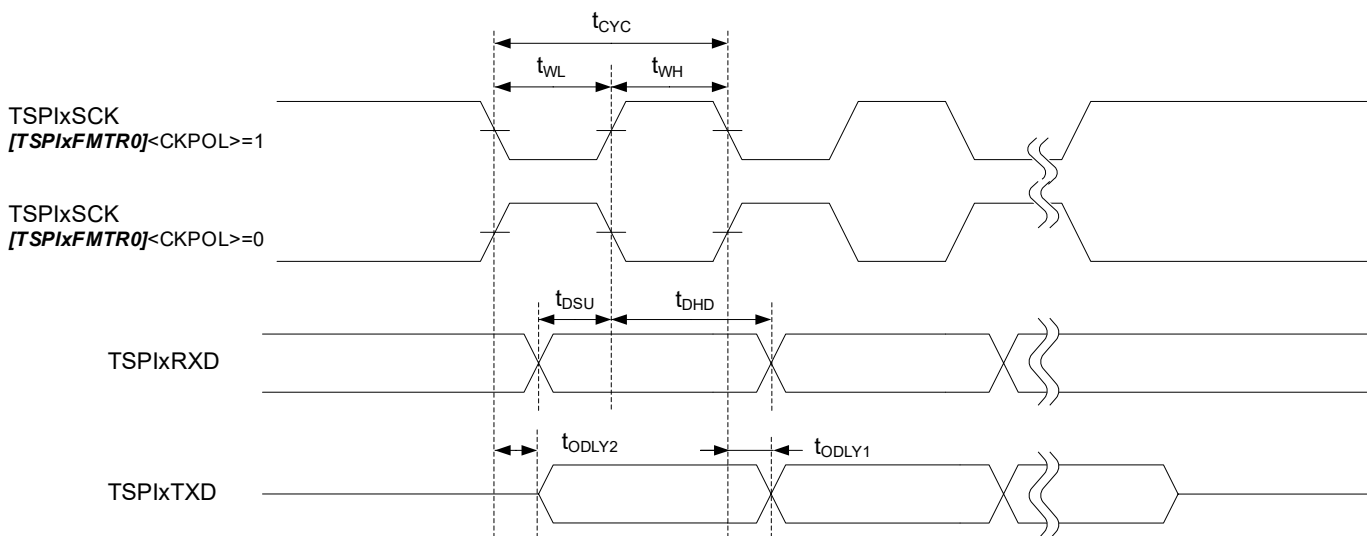 tCYC
tWL
tWH
TSPIxSCK
[TSPIxFMTR0]<CKPOL>=1
TSPIxSCK
[TSPIxFMTR0]<CKPOL>=0
tDSU
tDHD
TSPIxRXD
tODLY2
tODLY1
TSPIxTXD